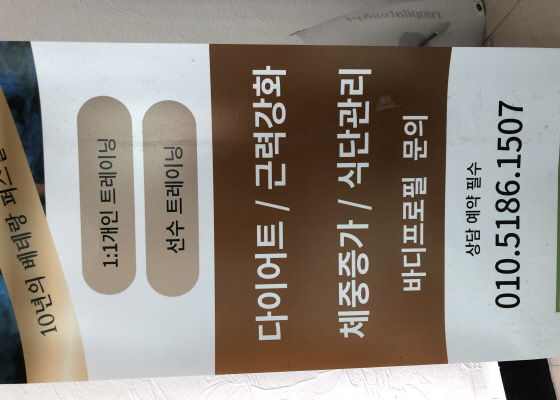 10년의 베테랑
1:1개인 트레이닝
선수 트레이닝
다이어트 / 근력강화
체중증가 / 식단관리
바디프로필 문의
상담 예약 필수
010.5186.1507